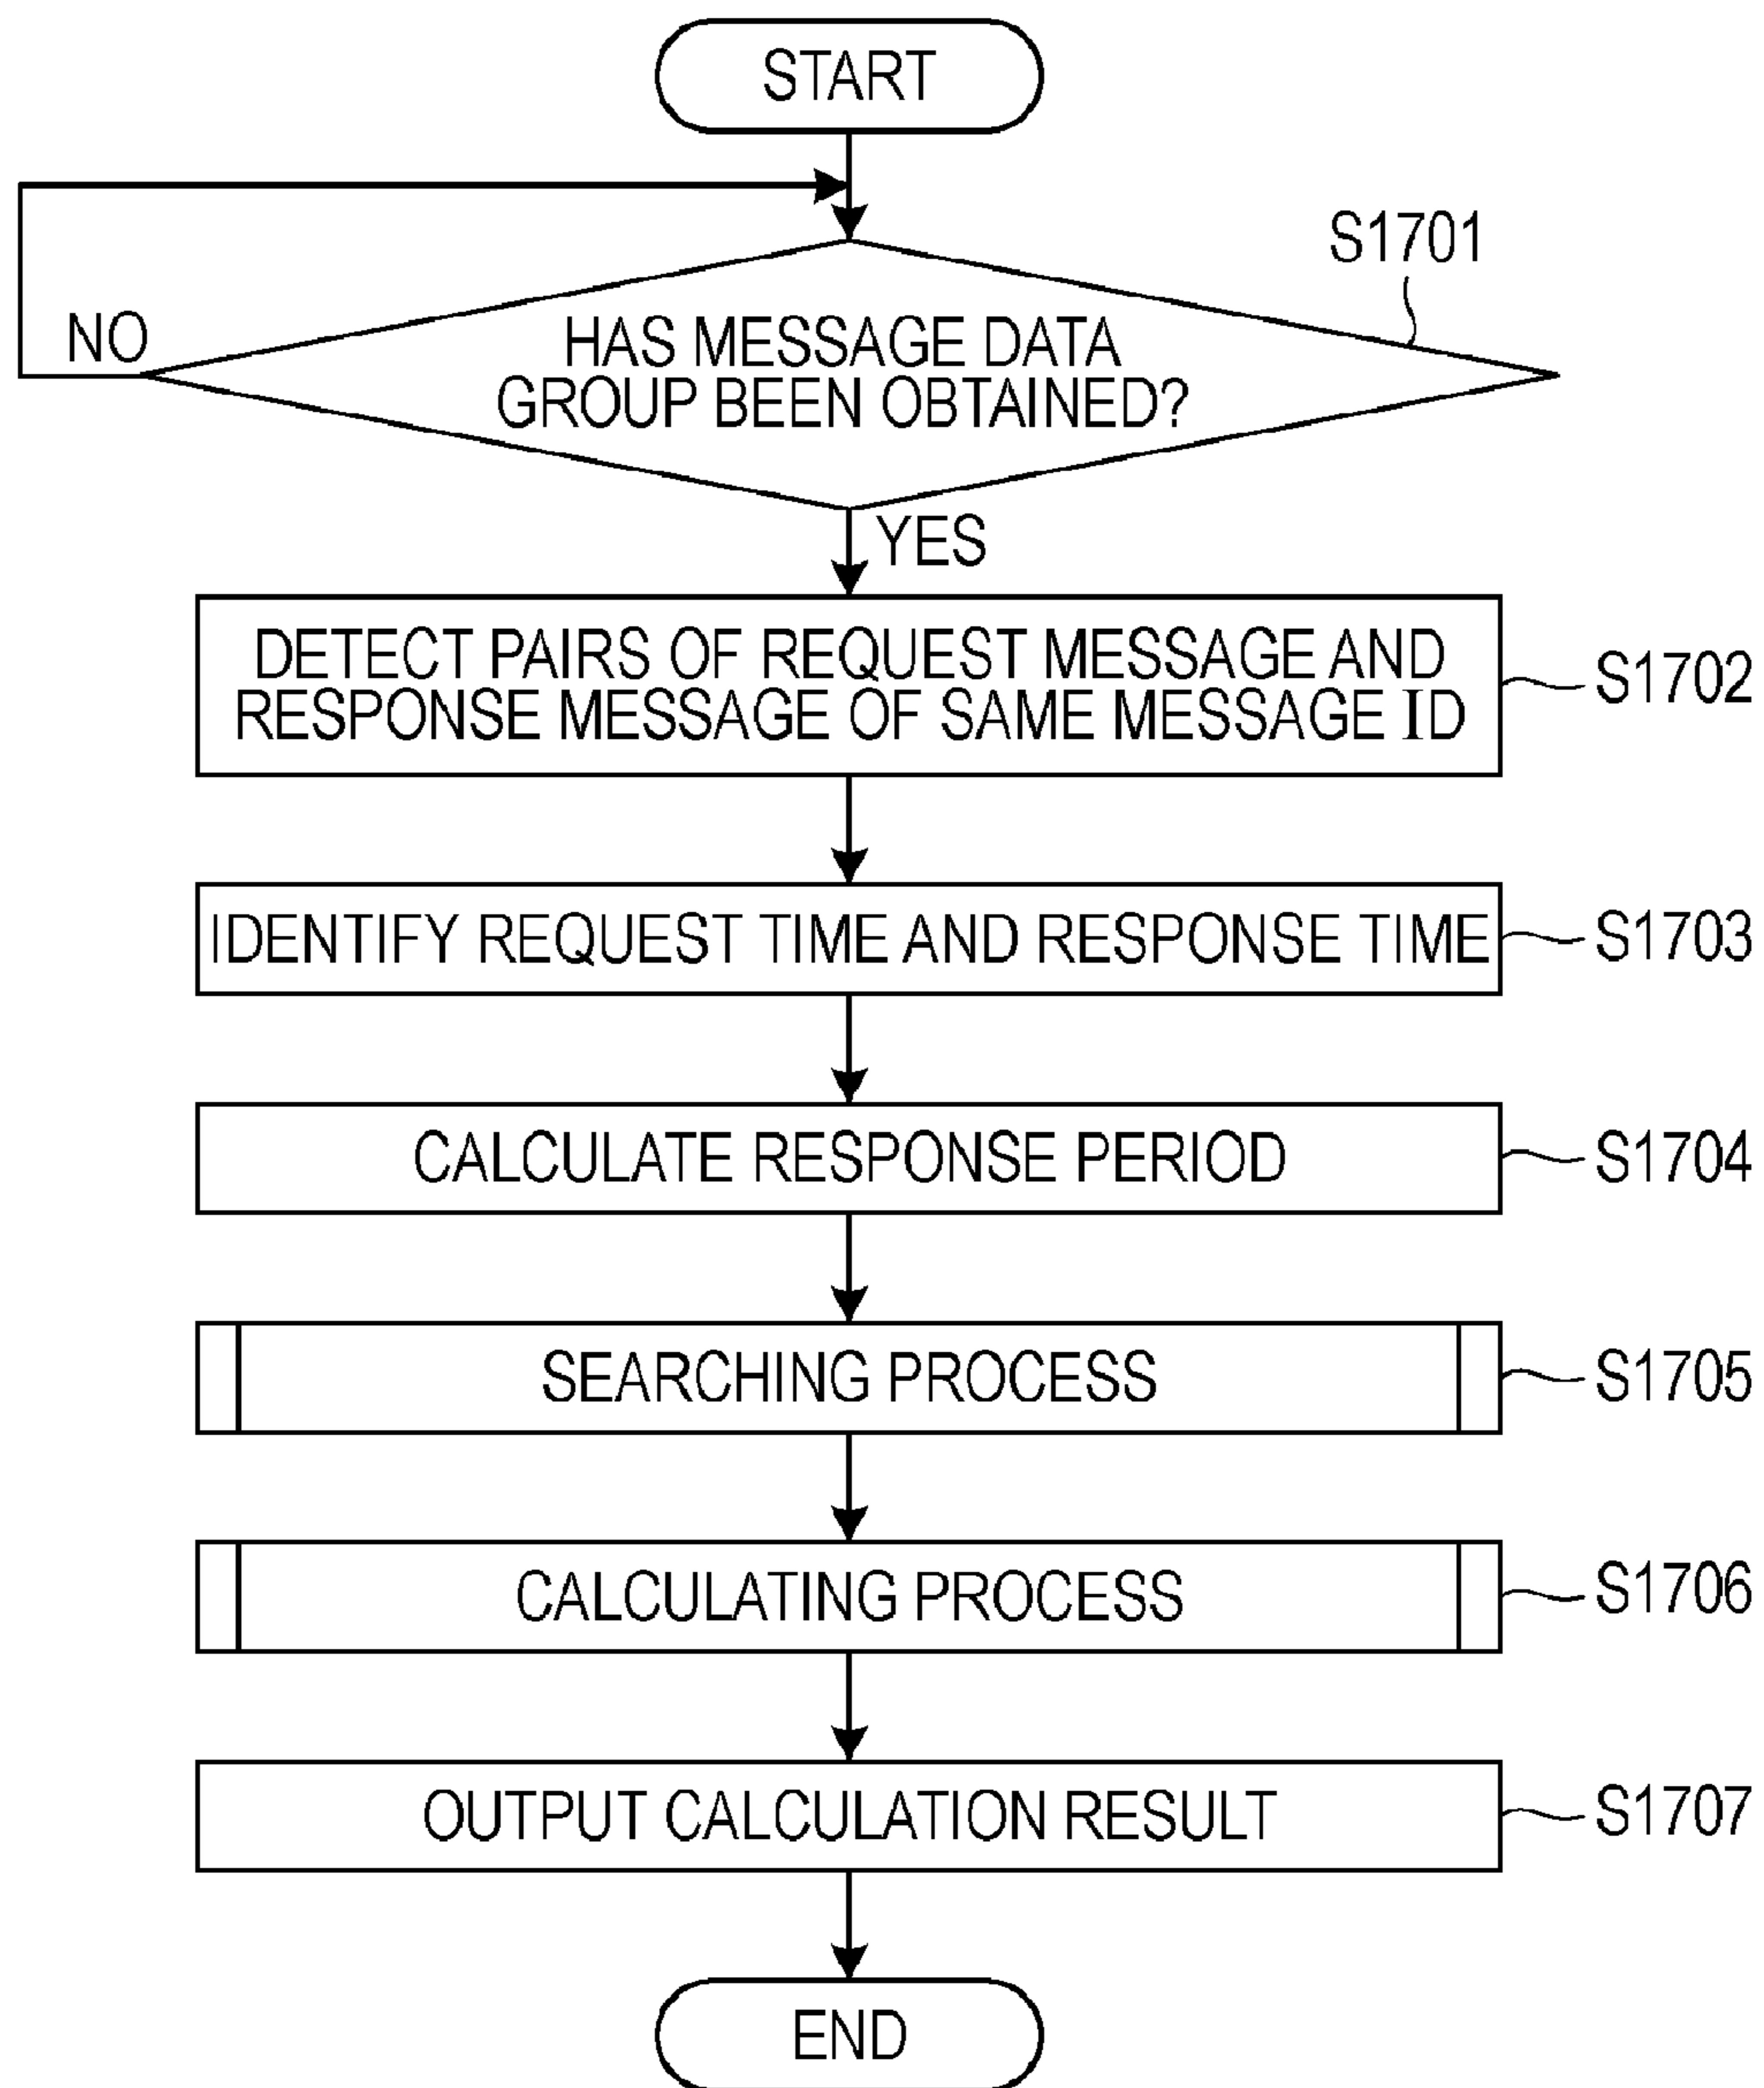 START
S1701
NO
HAS MESSAGE DATA
GROUP BEEN OBTAINED?
YES
DETECT PAIRS OF REQUEST MESSAGE AND
RESPONSE MESSAGE OF SAME MESSAGE ID
S1702
IDENTIFY REQUEST TIME AND RESPONSE TIME
S1703
CALCULATE RESPONSE PERIOD
S1704
SEARCHING PROCESS
S1705
CALCULATING PROCESS
S1706
OUTPUT CALCULATION RESULT
S1707
END